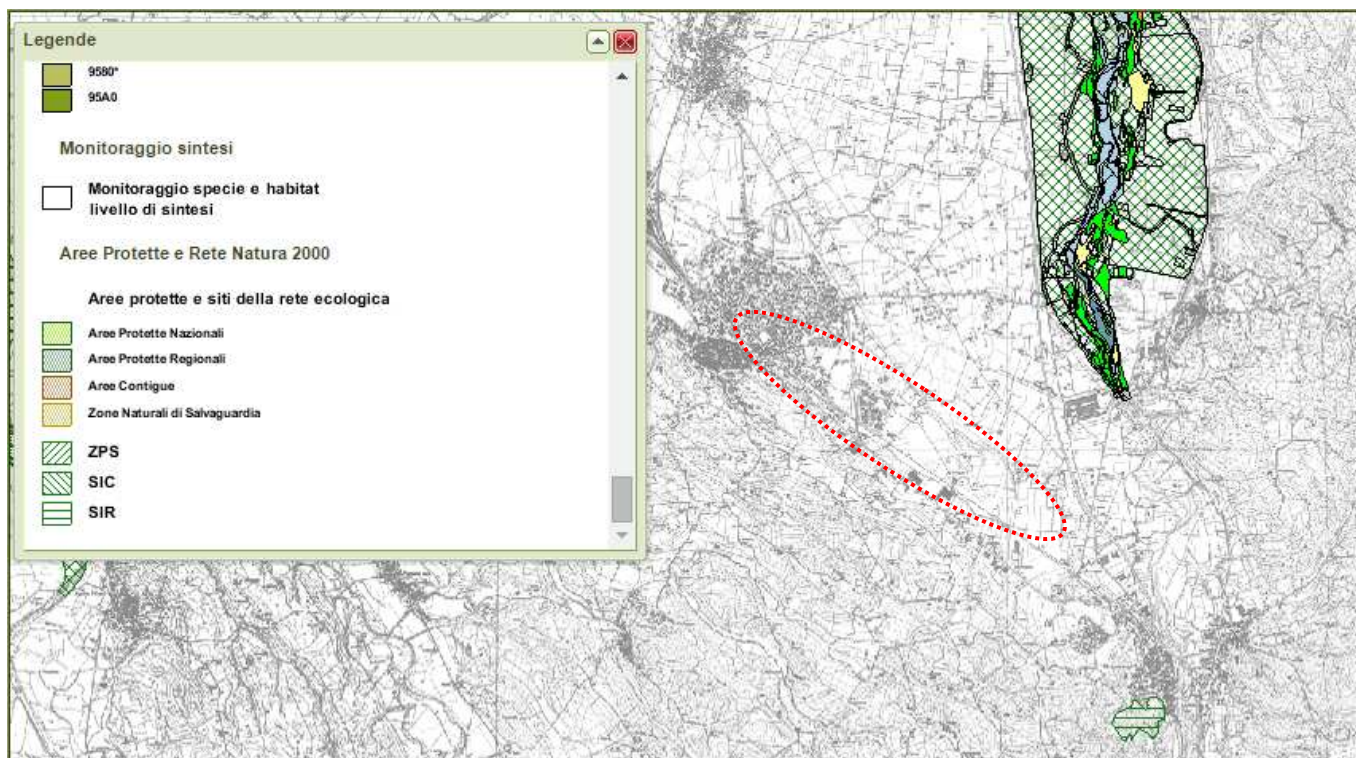 Legende
9580*
95A0
Monitoraggio sintesi
Monitoraggio specie e habitat
livello di sintesi
Aree Protette e Rete Natura 2000
Aree protette e siti della rete ecologica
Aree Protette Nazionali
Aree Protette Regionali
Aree Contigue
Zone Naturali di Salvaguardia
ZPS
SIC
SIR